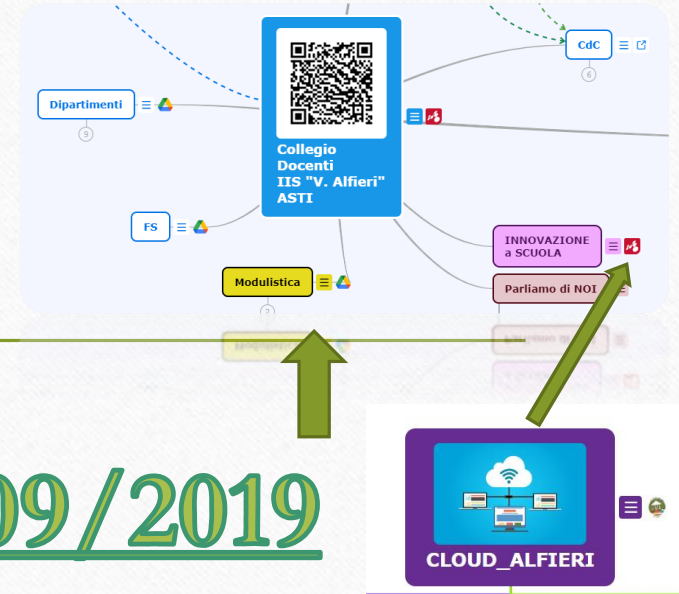 CdC
6
Dipartimenti
9
Collegio
Docenti
IIS "V. Alfieri"
ASTI
FS
INNOVAZIONE
a SCUOLA
Modulistica
Parliamo di NOI
09/2019
CLOUD_ALFIERI